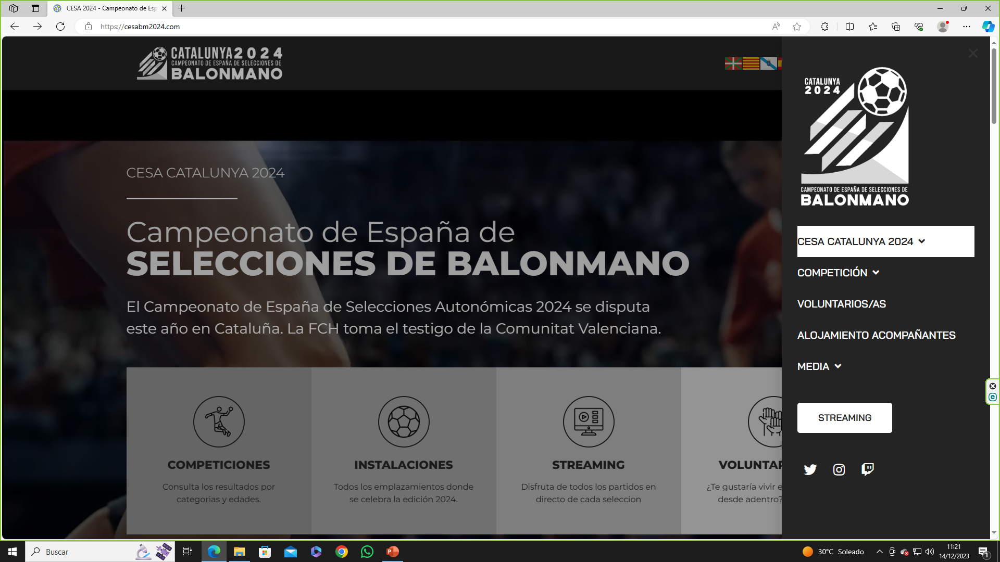 CESA 2024 - Campeonato de Esp
https://cesabm2024.com
CATALUNYA 2024
CAMPEONATO DE ESPAÑA DE SELECCIONES DE
BALONMANO
CESA CATALUNYA 2024
Campeonato de España de
SELECCIONES DE BALONMANO
El Campeonato de España de Selecciones Autonómicas 2024 se disputa
este año en Cataluña. La FCH toma el testigo de la Comunitat Valenciana.
COMPETICIONES
Consulta los resultados por
categorias y edades.
INSTALACIONES
Todos los emplazamientos donde
se celebra la edición 2024.
STREAMING
Disfruta de todos los partidos en
directo de cada seleccion
VOLUNTAR
¿Te gustaría vivir e
desde adentro?
CATALUNYA
2024
CAMPEONATO DE ESPAÑA DE SELECCIONES DE
BALONMANO
CESA CATALUNYA 2024
COMPETICIÓN
VOLUNTARIOS/AS
ALOJAMIENTO ACOMPAÑANTES
MEDIA
STREAMING
Buscar
30°C Soleado
11:21
14/12/2023
1